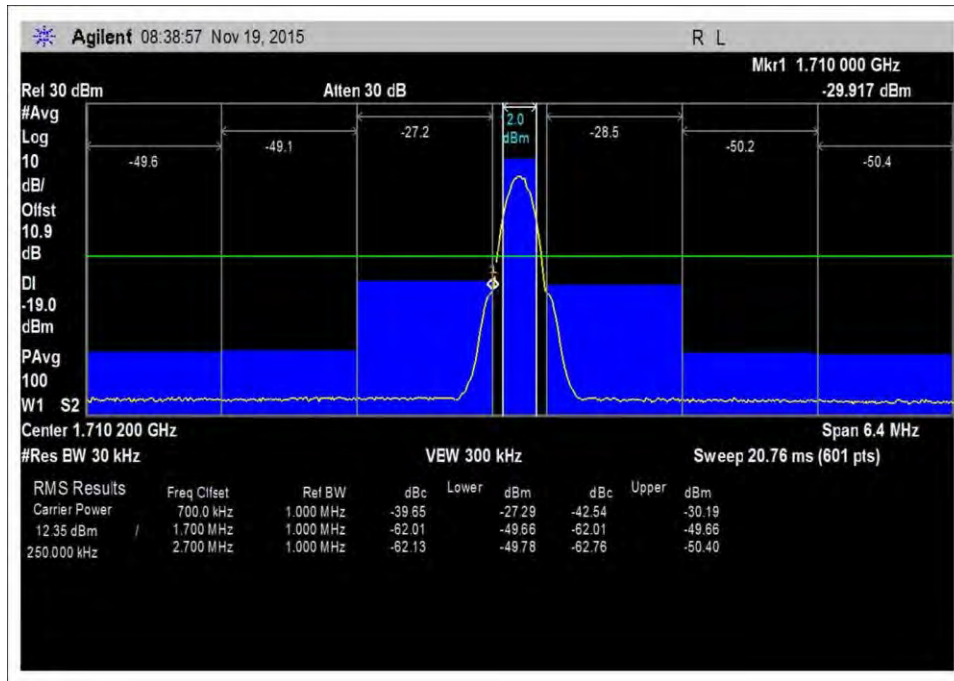 Agilent 08:38:57 Nov 19, 2015 R L
Mkr1 1.710 000 GHz
Rel 30 dBm Atten 30 dB -29.917 dBm
#Avg
Log
10
dB/
Offst
10.9
dB
DI
-19.0
dBm
PAvg
100
W1 S2
-49.6 -49.1 -27.2 2.0 dBm -28.5 -50.2 -50.4
1
Center 1.710 200 GHz Span 6.4 MHz
#Res BW 30 kHz VBW 300 kHz Sweep 20.76 ms (601 pts)
RMS Results Freq Clfset Ref BW dBc Lower dBm dBc Upper dBm
Carrier Power 700.0 kHz 1.000 MHz -39.65 -27.29 -42.54 -30.19
12.35 dBm / 1.700 MHz 1.000 MHz -62.01 -49.66 -62.01 -49.66
250.000 kHz 2.700 MHz 1.000 MHz -62.13 -49.78 -62.76 -50.40